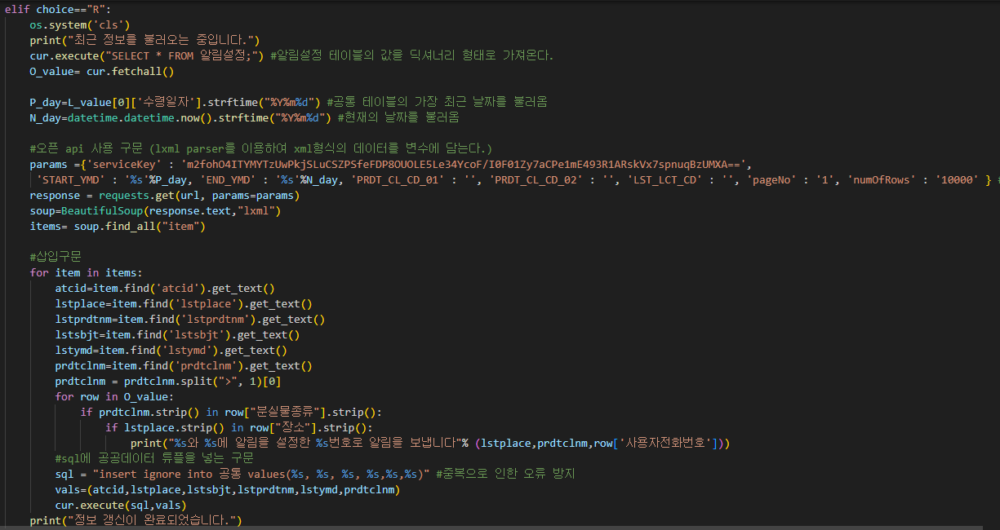 elif choice=="R":
os.system('cls')
print("최근 정보를 불러오는 중입니다.")
cur.execute("SELECT * FROM 알림설정;") #알림설정 테이블의 값을 딕셔너리 형태로 가져온다.
O_value= cur.fetchall()
P_day=L_value[0]['수령일자'].strftime("%Y%m%d") #공통 테이블의 가장 최근 날짜를 불러옴
N_day=datetime.datetime.now().strftime("%Y%m%d") #현재의 날짜를 불러옴
#오픈 api 사용 구문 (lxml parser를 이용하여 xml형식의 데이터를 변수에 담는다.)
params ={'serviceKey' : 'm2fohO4ITYMYTzUwPkjSLuCSZPSfeFDP8OUOLE5Le34YcoF/I0F01Zy7aCPe1mE493R1ARskVx7spnuqBzUMXA==',
'START_YMD' : '%s'%P_day, 'END_YMD' : '%s'%N_day, 'PRDT_CL_CD_01' : '', 'PRDT_CL_CD_02' : '', 'LST_LCT_CD' : '', 'pageNo' : '1', 'numOfRows' : '10000' } #
response = requests.get(url, params=params)
soup=BeautifulSoup(response.text,"lxml")
items= soup.find_all("item")
#삽입구문
for item in items:
atcid=item.find('atcid').get_text()
lstplace=item.find('lstplace').get_text()
lstprdtnm=item.find('lstprdtnm').get_text()
lstsbjt=item.find('lstsbjt').get_text()
lstymd=item.find('lstymd').get_text()
prdtclnm=item.find('prdtclnm').get_text()
prdtclnm = prdtclnm.split(">", 1)[0]
for row in O_value:
if prdtclnm.strip() in row["분실물종류"].strip():
if lstplace.strip() in row["장소"].strip():
print("%s와 %s에 알림을 설정한 %s번호로 알림을 보냅니다"% (lstplace,prdtclnm,row['사용자전화번호']))
#sql에 공공데이터 튜플을 넣는 구문
sql = "insert ignore into 공통 values(%s, %s, %s, %s,%s,%s)" #중복으로 인한 오류 방지
vals=(atcid,lstplace,lstsbjt,lstprdtnm,lstymd,prdtclnm)
cur.execute(sql,vals)
print("정보 갱신이 완료되었습니다.")